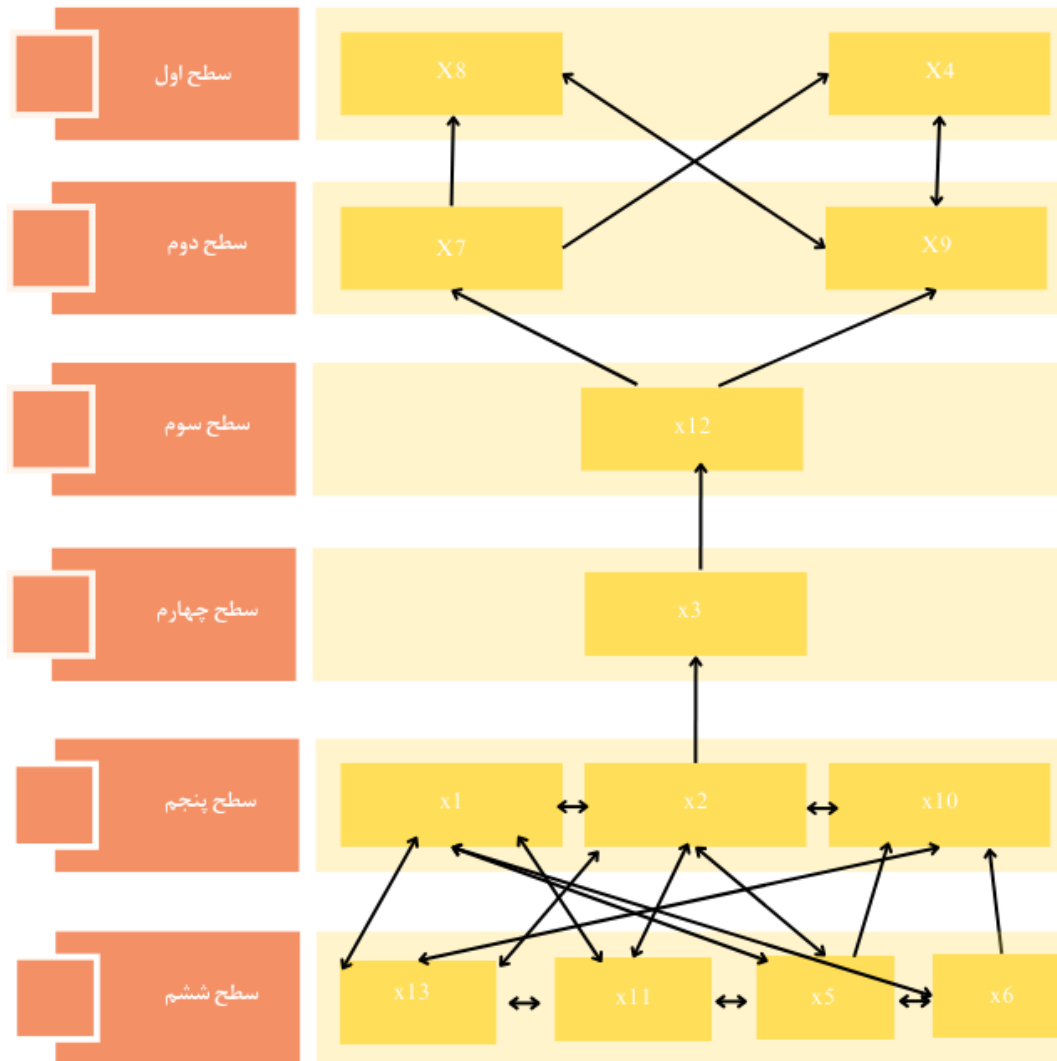 سطح اول
X8
X4
سطح دوم
X7
X9
سطح سوم
x12
سطح چهارم
x3
سطح پنجم
x1
x2
x10
سطح ششم
x13
x11
x5
x6